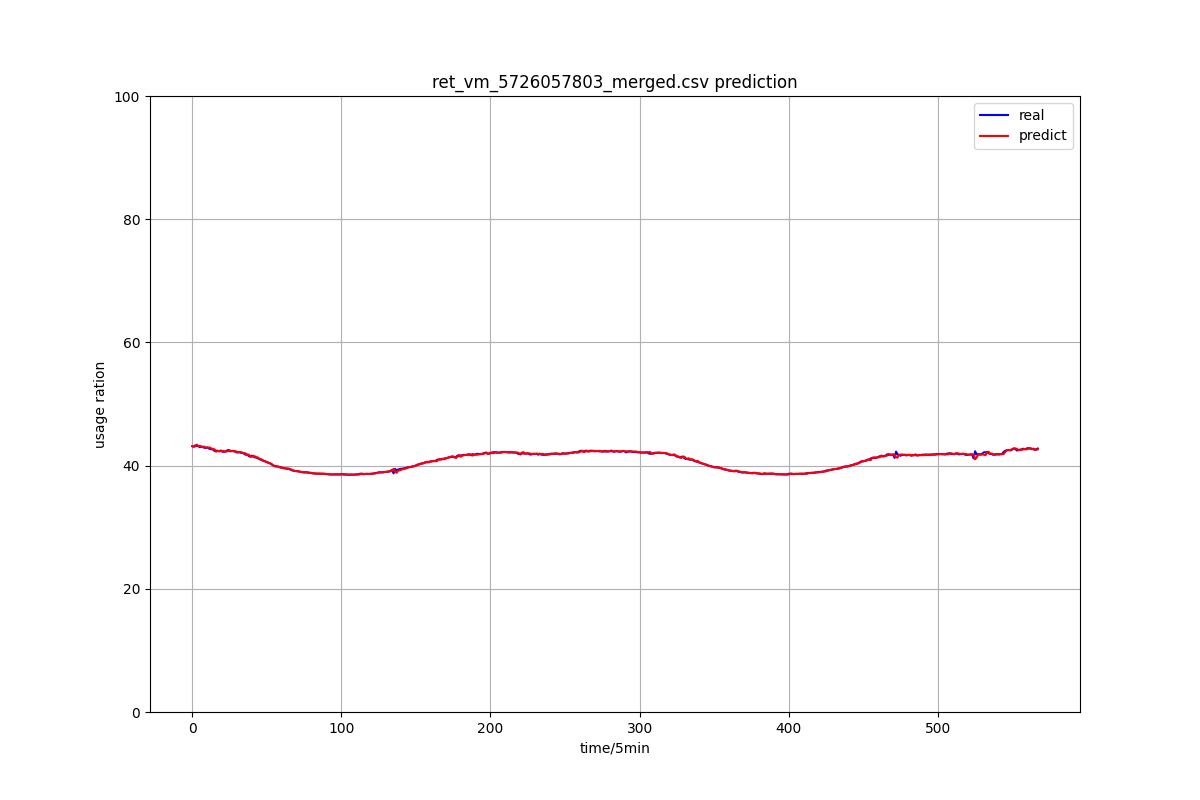 ret_vm_5726057803_merged.csv prediction
real
predict
100
80
60
40
20
0
usage ration
0 100 200 300 400 500
time/5min